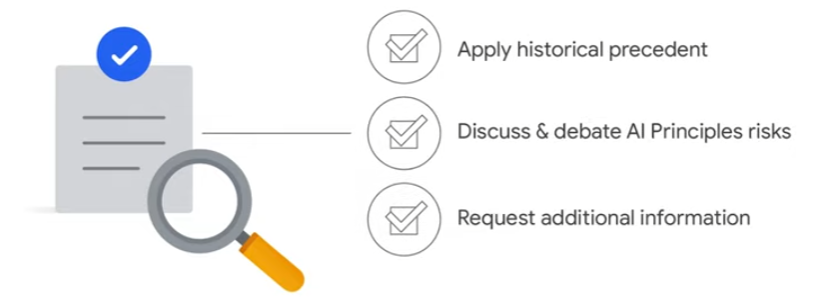 Apply historical precedent
Discuss & debate AI Principles risks
Request additional information